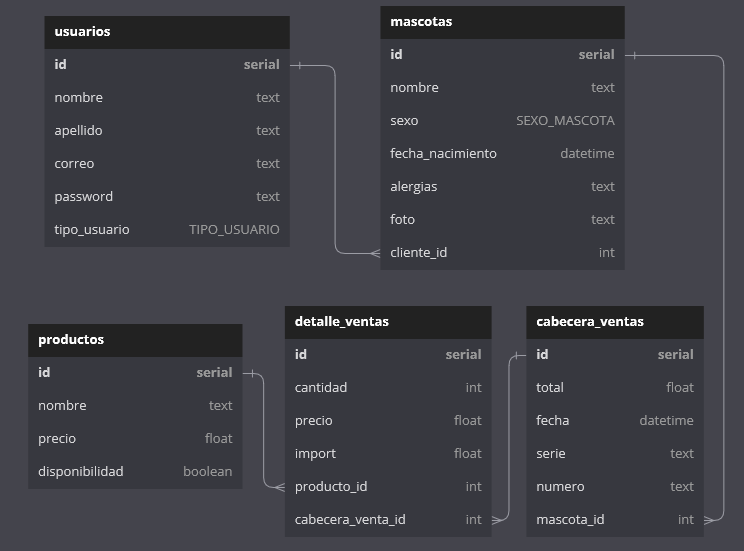 usuarios
id serial
nombre text
apellido text
correo text
password text
tipo_usuario TIPO_USUARIO
mascotas
id serial
nombre text
sexo SEXO_MASCOTA
fecha_nacimiento datetime
alergias text
foto text
cliente_id int
productos
id serial
nombre text
precio float
disponibilidad boolean
detalle_ventas
id serial
cantidad int
precio float
import float
producto_id int
cabecera_venta_id int
cabecera_ventas
id serial
total float
fecha datetime
serie text
numero text
mascota_id int